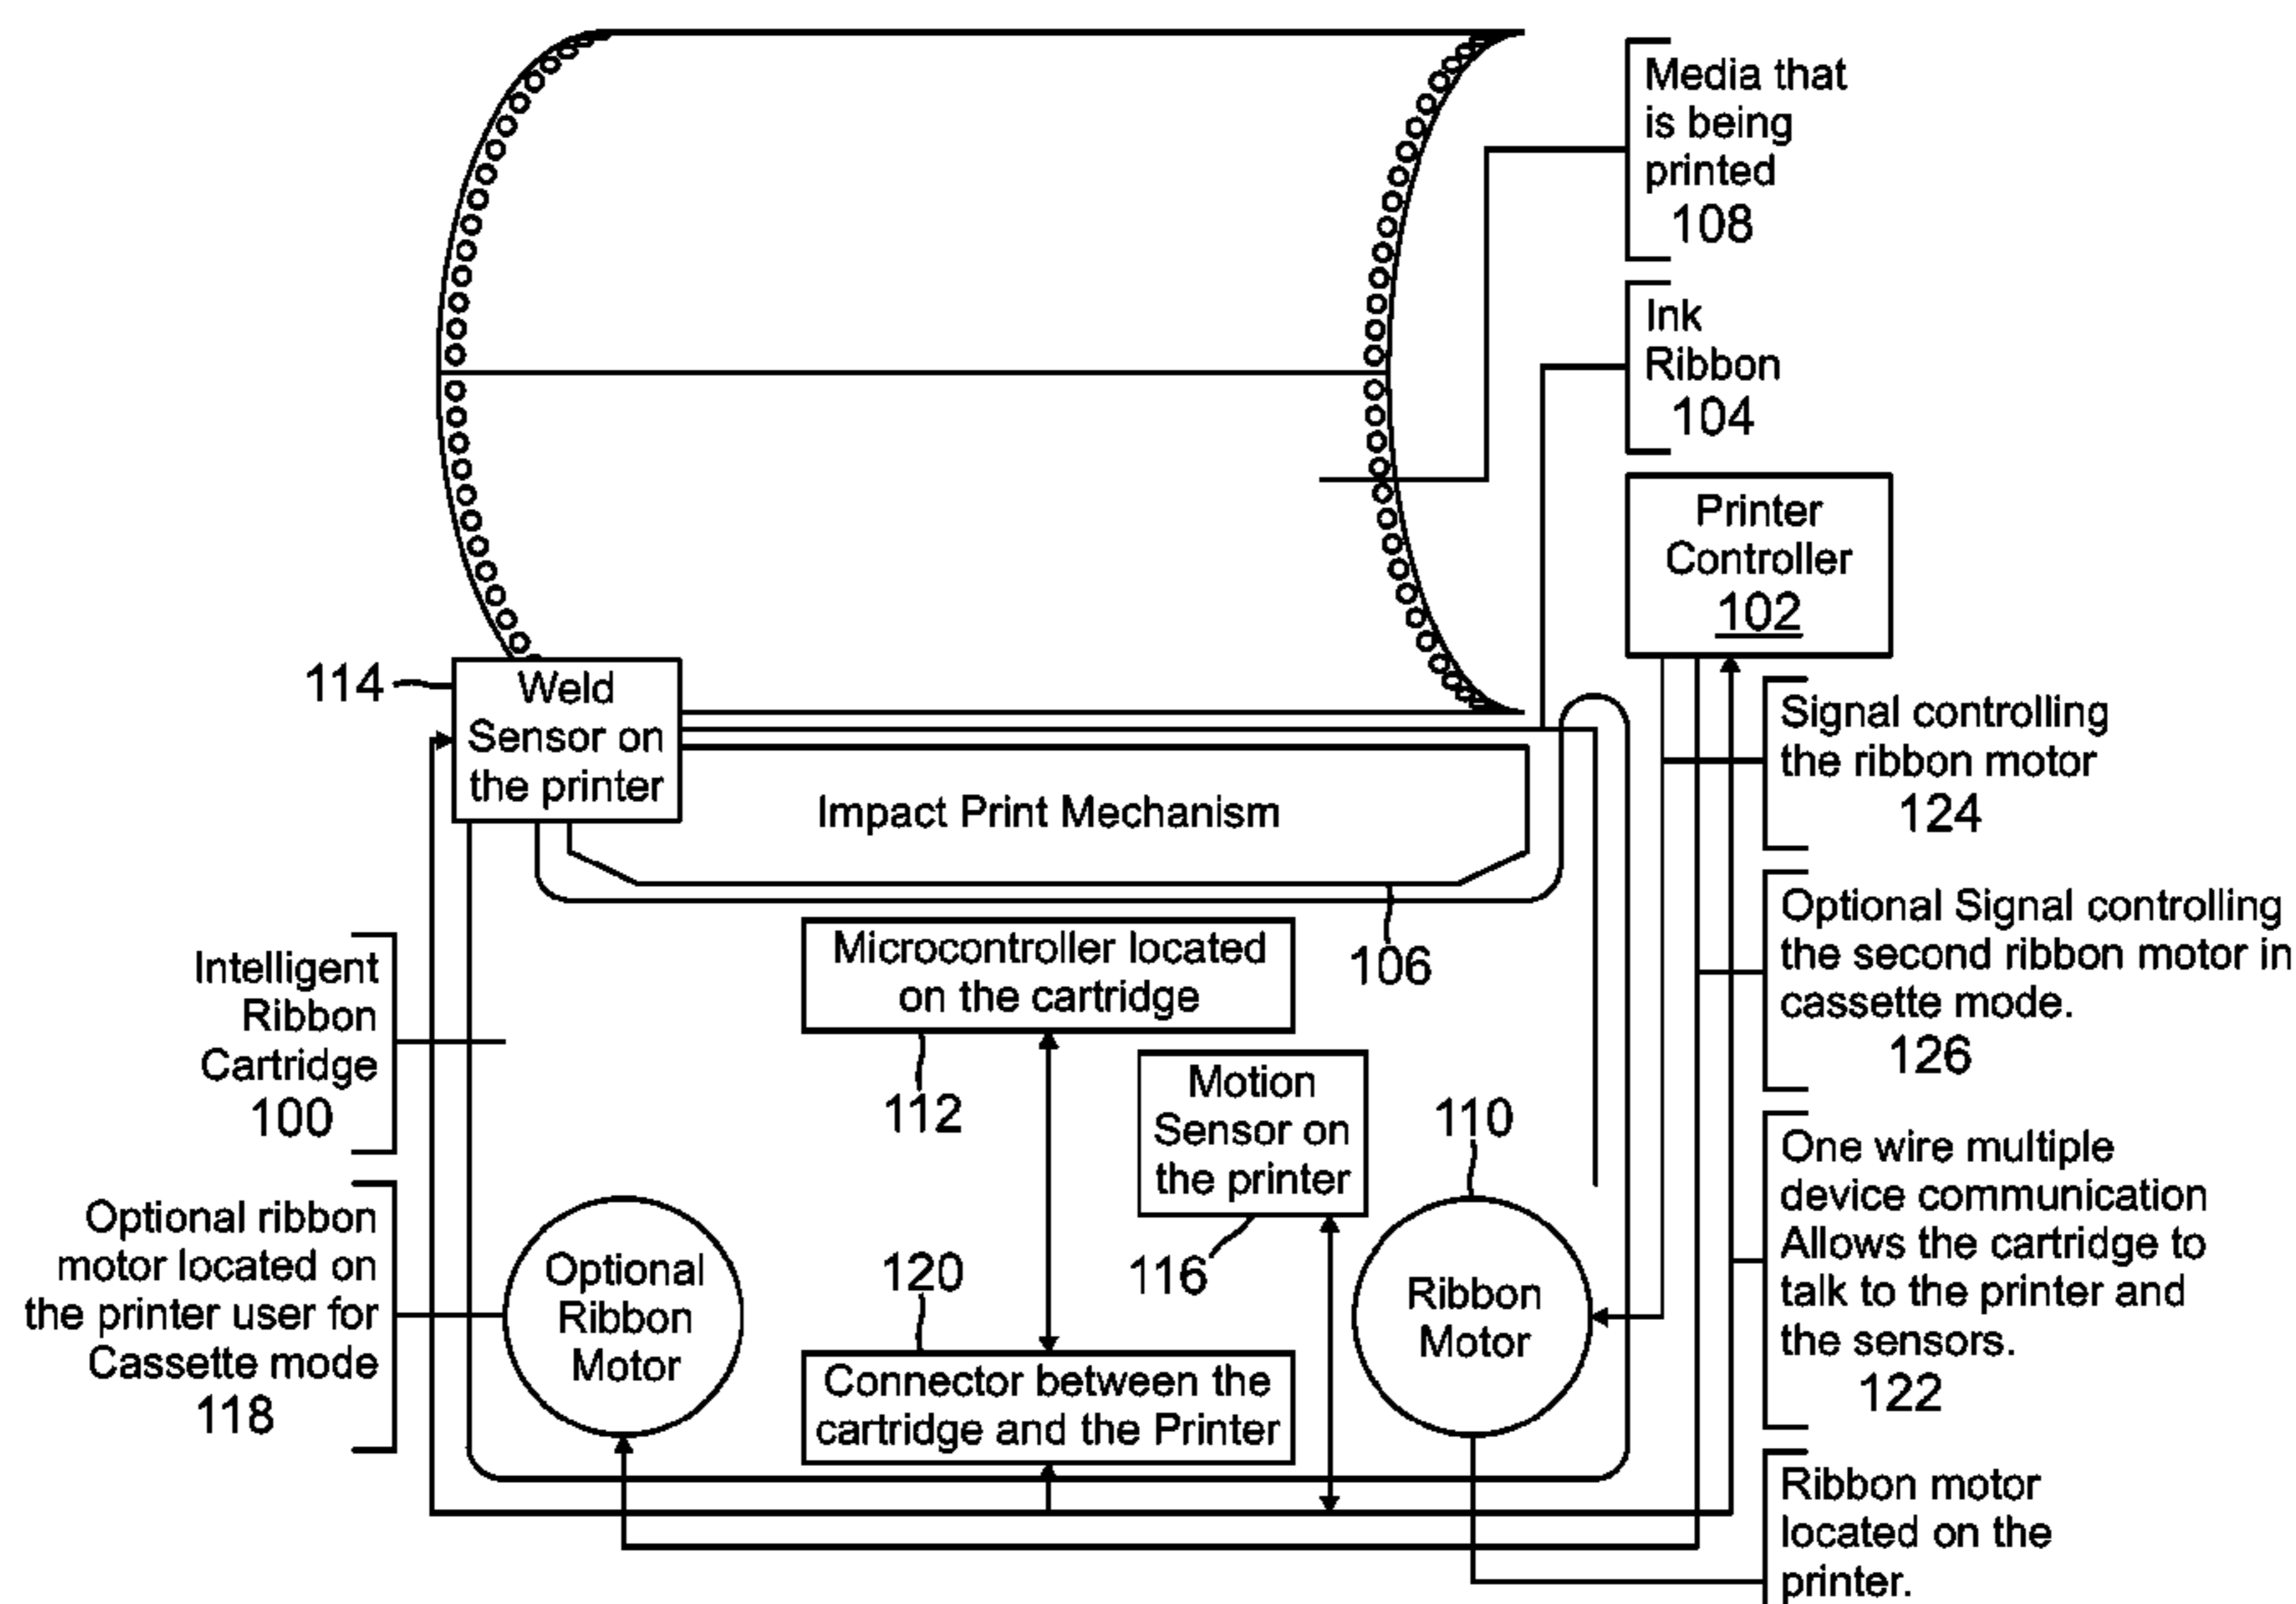 Media that
is being
printed
108
Ink
Ribbon
104
Printer
Controller
102
114
Weld
Sensor on
the printer
Impact Print Mechanism
106
Signal controlling
the ribbon motor
124
Optional Signal controlling
the second ribbon motor in
cassette mode.
126
Intelligent
Ribbon
Cartridge
100
Microcontroller located
on the cartridge
112
Motion
Sensor on
the printer
116
110
One wire multiple
device communication
Allows the cartridge to
talk to the printer and
the sensors.
122
Optional ribbon
motor located on
the printer user for
Cassette mode
118
Optional
Ribbon
Motor
120
Connector between the
cartridge and the Printer
Ribbon
Motor
Ribbon motor
located on the
printer.